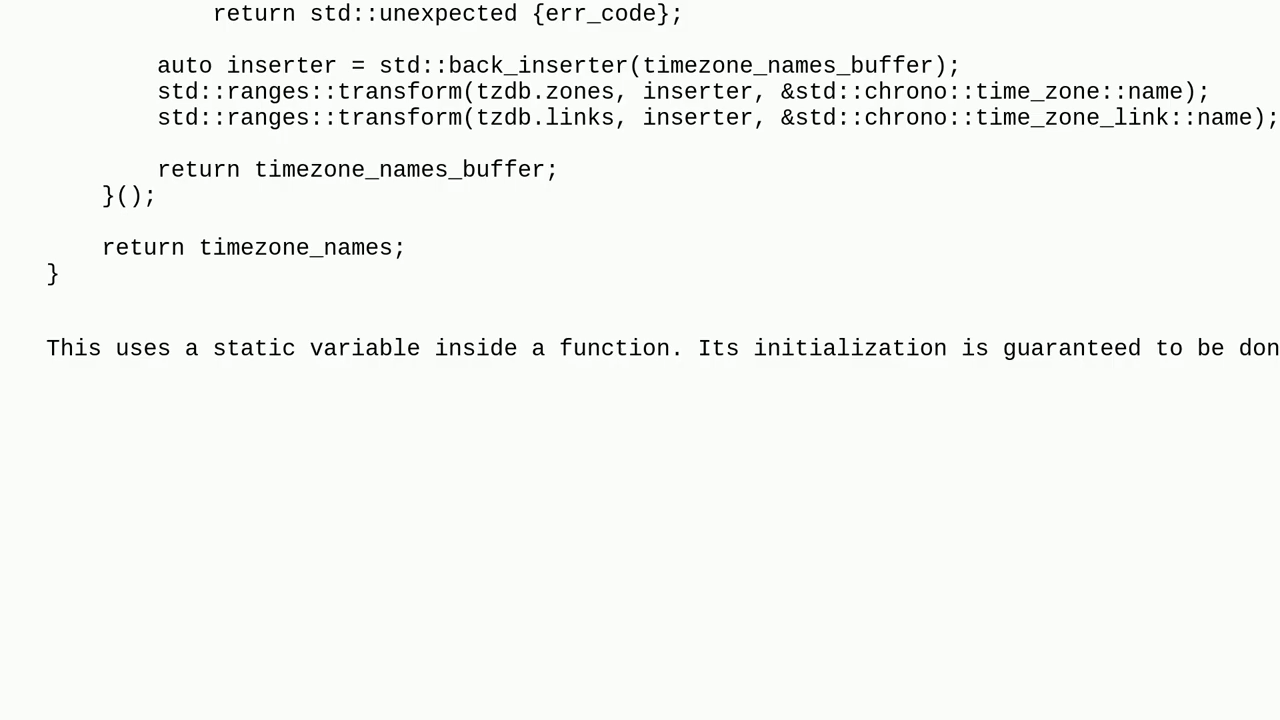 return std::unexpected {err_code};
auto inserter = std::back_inserter(timezone_names_buffer);
std::ranges::transform(tzdb.zones, inserter, &std::chrono::time_zone::name);
std::ranges::transform(tzdb.links, inserter, &std::chrono::time_zone_link::name);
return timezone_names_buffer;
}();
return timezone_names;
}
This uses a static variable inside a function. Its initialization is guaranteed to be don